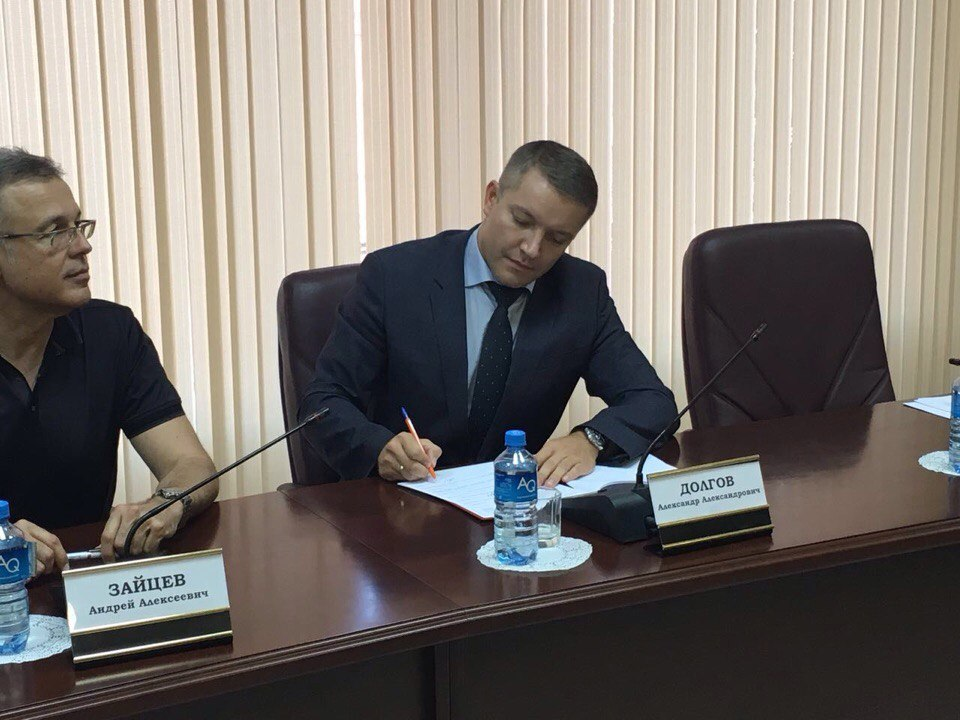 ЗАЙЦЕВ
Андрей Алексеевич
AQ
AQ
ДОЛГОВ
Александр Александрович